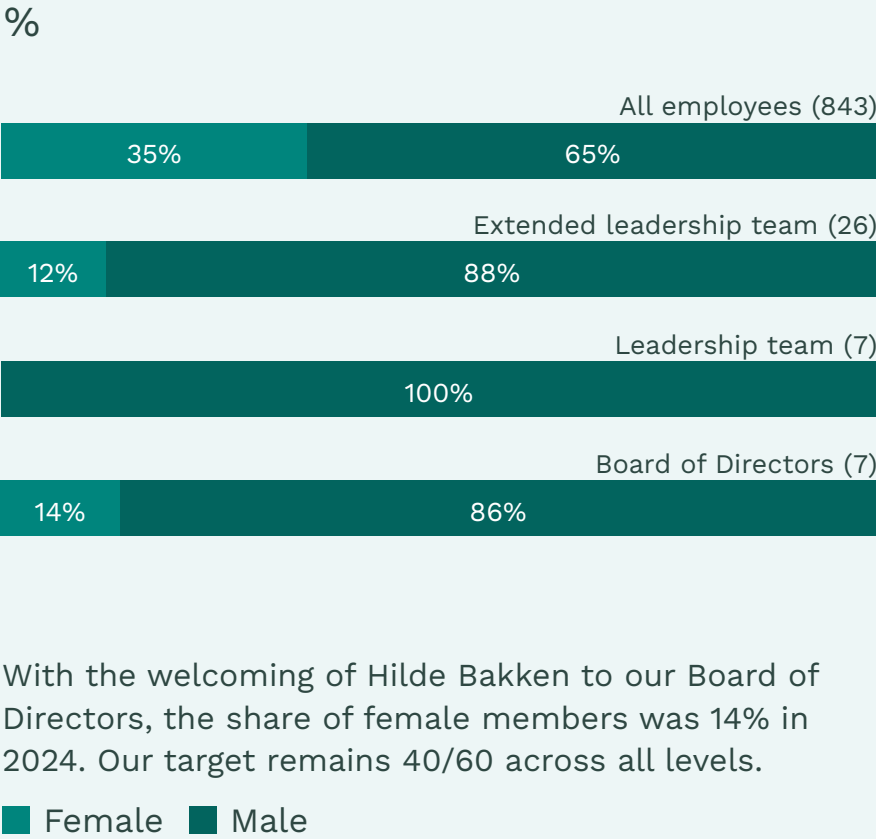 %
All employees (843)
35% 65%
Extended leadership team (26)
12% 88%
Leadership team (7)
100%
Board of Directors (7)
14% 86%
With the welcoming of Hilde Bakken to our Board of
Directors, the share of female members was 14% in
2024. Our target remains 40/60 across all levels.
Female Male